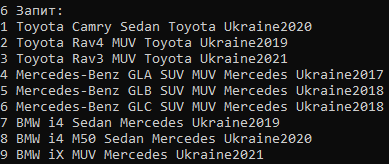 6 Запит:
1 Toyota Camry Sedan Toyota Ukraine2020
2 Toyota Rav4 MUV Toyota Ukraine2019
3 Toyota Rav3 MUV Toyota Ukraine2021
4 Mercedes-Benz GLA SUV MUV Mercedes Ukraine2017
5 Mercedes-Benz GLB SUV MUV Mercedes Ukraine2018
6 Mercedes-Benz GLC SUV MUV Mercedes Ukraine2018
7 BMW i4 Sedan Mercedes Ukraine2019
8 BMW i4 M50 Sedan Mercedes Ukraine2020
9 BMW iX MUV Mercedes Ukraine2021